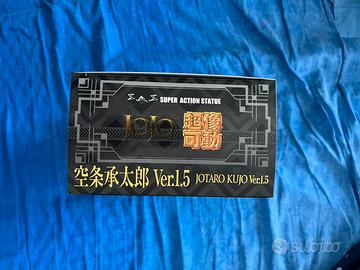 SUPER ACTION STATUE
JOJO 超像可動
空条承太郎 Ver.1.5 JOTARO KUJO Ver.1.5
subito